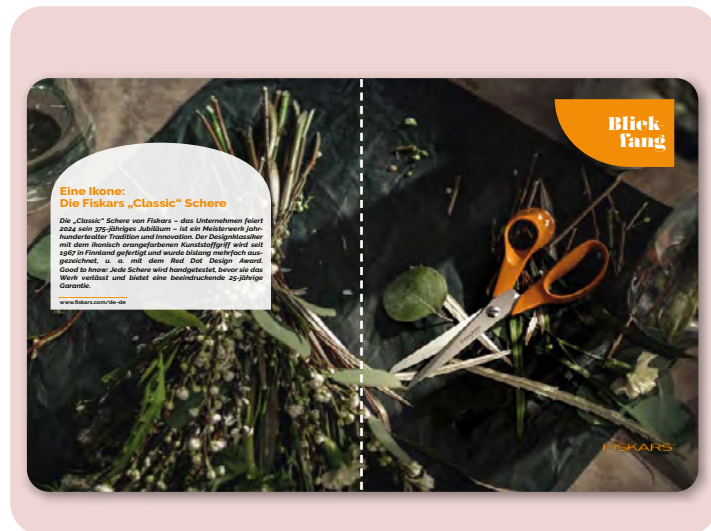 Eine Ikone:
Die Fiskars „Classic“ Schere
Die „Classic“ Schere von Fiskars – das Unternehmen feiert
2024 sein 375-jähriges Jubiläum – ist ein Meisterwerk jahr-
hundertealter Tradition und Innovation. Der Designklassiker
mit dem ikonisch orangefarbenen Kunststoffgriff wird seit
1967 in Finnland gefertigt und wurde bislang mehrfach aus-
gezeichnet, u. a. mit dem Red Dot Design Award.
Good to know: Jede Schere wird handgetestet, bevor sie das
Werk verlässt und bietet eine beeindruckende 25-jährige
Garantie.
www.fiskars.com/de-de
Blick-
fang
FISKARS